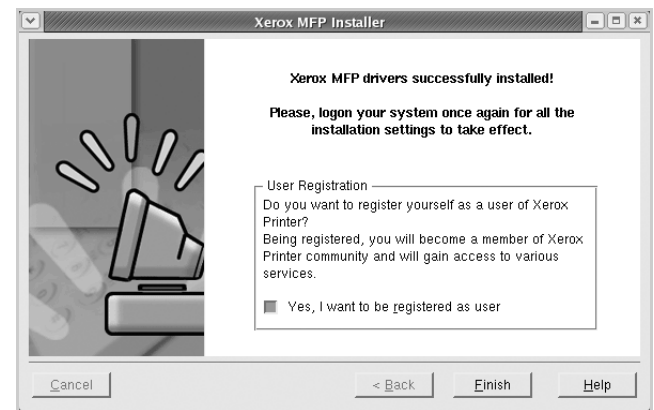 Xerox MFP Installer
Xerox MFP drivers successfully installed!
Please, logon your system once again for all the
installation settings to take effect.
User Registration
Do you want to register yourself as a user of Xerox
Printer?
Being registered, you will become a member of Xerox
Printer community and will gain access to various
services.
Yes, I want to be registered as user
Cancel
< Back
Finish
Help